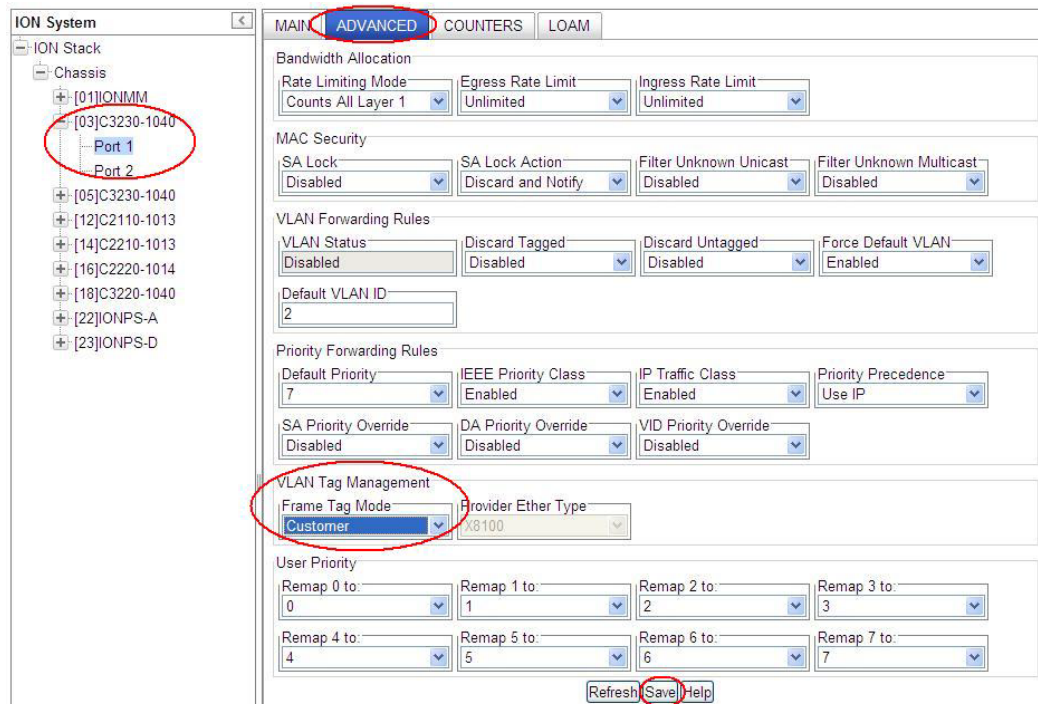 ION System
<
ION Stack
Chassis
[01]IONMM
[03]C3230-1040
Port 1
Port 2
[05]C3230-1040
[12]C2110-1013
[14]C2210-1013
[16]C2220-1014
[18]C3220-1040
[22]IONPS-A
[23]IONPS-D
MAIN ADVANCED COUNTERS LOAM
Bandwidth Allocation
Rate Limiting Mode Egress Rate Limit Ingress Rate Limit
Counts All Layer 1 Unlimited Unlimited
MAC Security
SA Lock SA Lock Action Filter Unknown Unicast Filter Unknown Multicast
Disabled Discard and Notify Disabled Disabled
VLAN Forwarding Rules
VLAN Status Discard Tagged Discard Untagged Force Default VLAN
Disabled Disabled Disabled Enabled
Default VLAN ID
2
Priority Forwarding Rules
Default Priority IEEE Priority Class IP Traffic Class Priority Precedence
7 Enabled Enabled Use IP
SA Priority Override DA Priority Override VID Priority Override
Disabled Disabled Disabled
VLAN Tag Management
Frame Tag Mode Provider Ether Type
Customer X8100
User Priority
Remap 0 to: Remap 1 to: Remap 2 to: Remap 3 to:
0 1 2 3
Remap 4 to: Remap 5 to: Remap 6 to: Remap 7 to:
4 5 6 7
Refresh Save Help